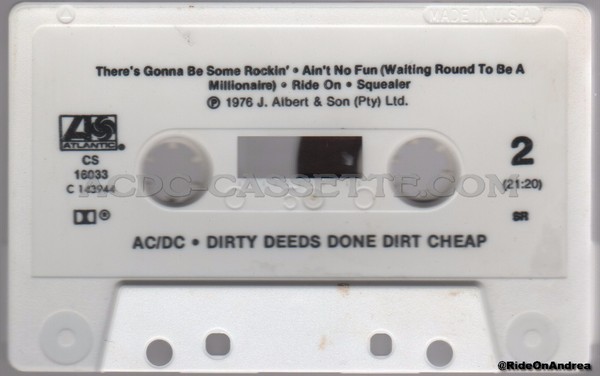 MADE IN U.S.A.
There's Gonna Be Some Rockin' • Ain't No Fun (Waiting Round To Be A
Millionaire) • Ride On • Squealer
℗ 1976 J. Albert & Son (Pty) Ltd.
ATLANTIC®
CS
16033
C 143944
2
(21:20)
SR
ACDC-CASSETTE.COM
AC/DC • DIRTY DEEDS DONE DIRT CHEAP
@RideOnAndrea